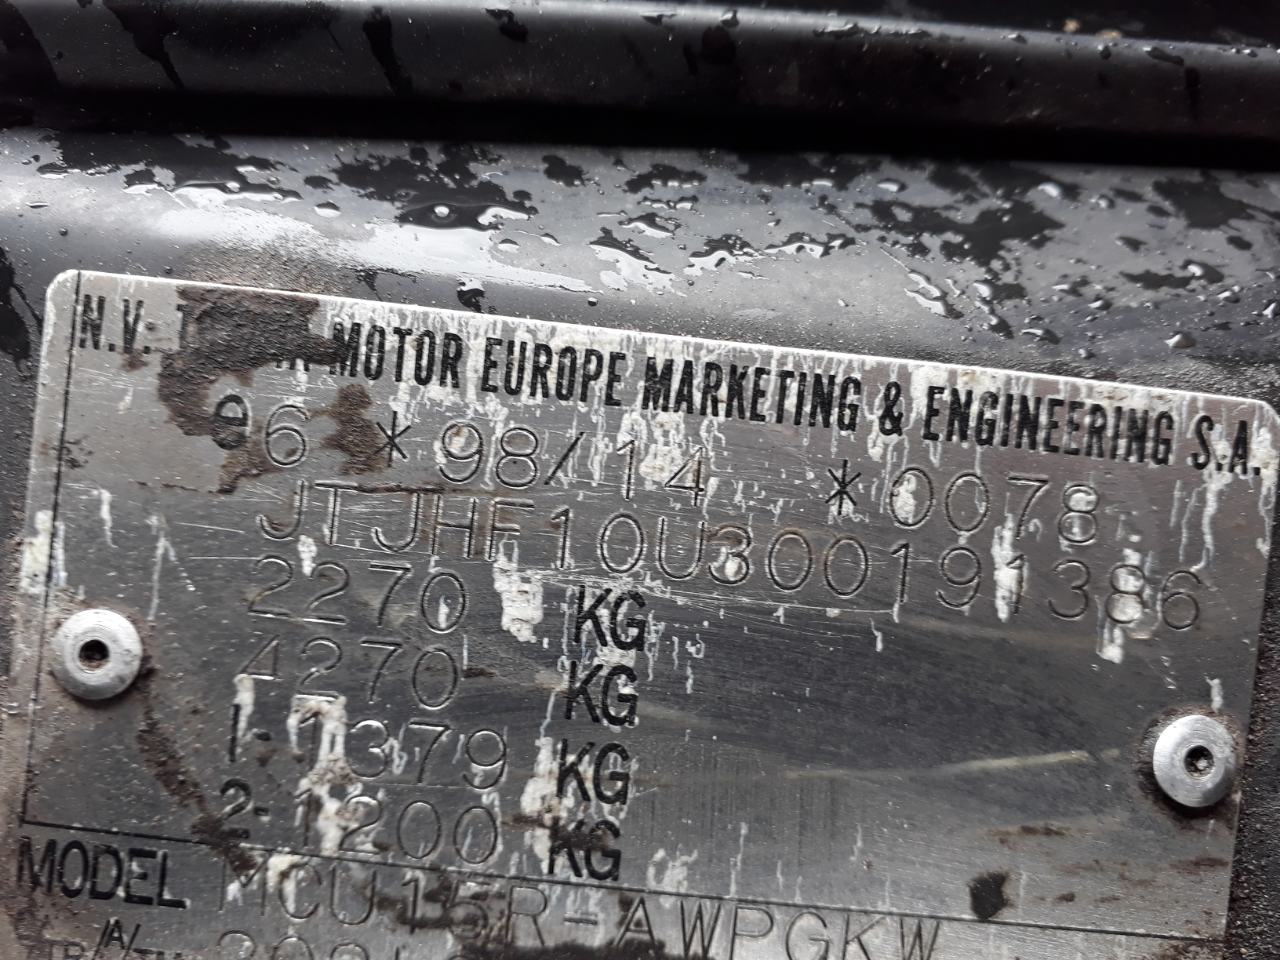 N.V. MOTOR EUROPE MARKETING & ENGINEERING S.A.
e6 * 98/14 * 0078
JTJHF10U300191386
2270 KG
4270 KG
1- 1379 KG
2- 1200 KG
MODEL MCU15R-AWPGKW